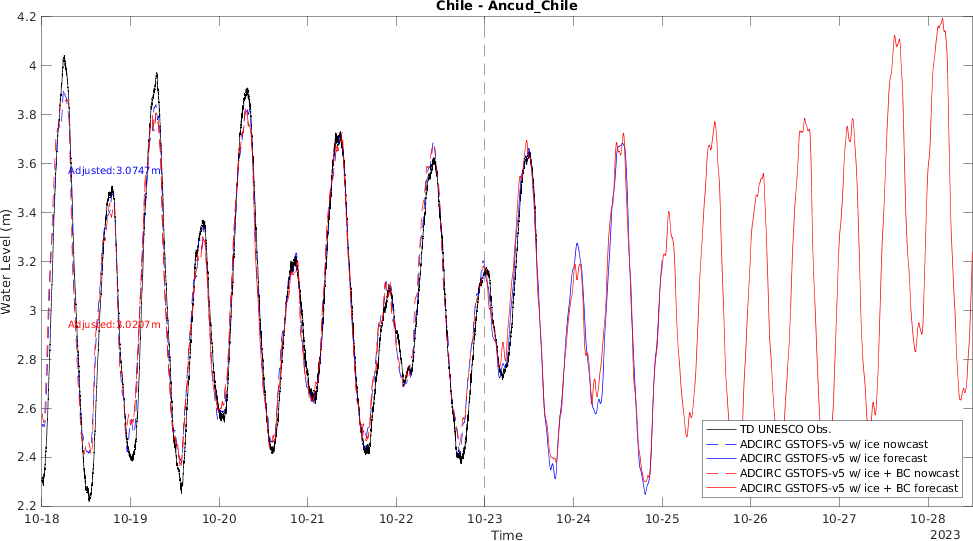 Chile - Ancud_Chile
4.2
4
3.8
3.6
3.4
3.2
3
2.8
2.6
2.4
2.2
Water Level (m)
Adjusted:3.0747m
Adjusted:3.0207m
TD UNESCO Obs.
ADCIRC GSTOFS-v5 w/ ice nowcast
ADCIRC GSTOFS-v5 w/ ice forecast
ADCIRC GSTOFS-v5 w/ ice + BC nowcast
ADCIRC GSTOFS-v5 w/ ice + BC forecast
10-18 10-19 10-20 10-21 10-22 10-23 10-24 10-25 10-26 10-27 10-28
2023
Time